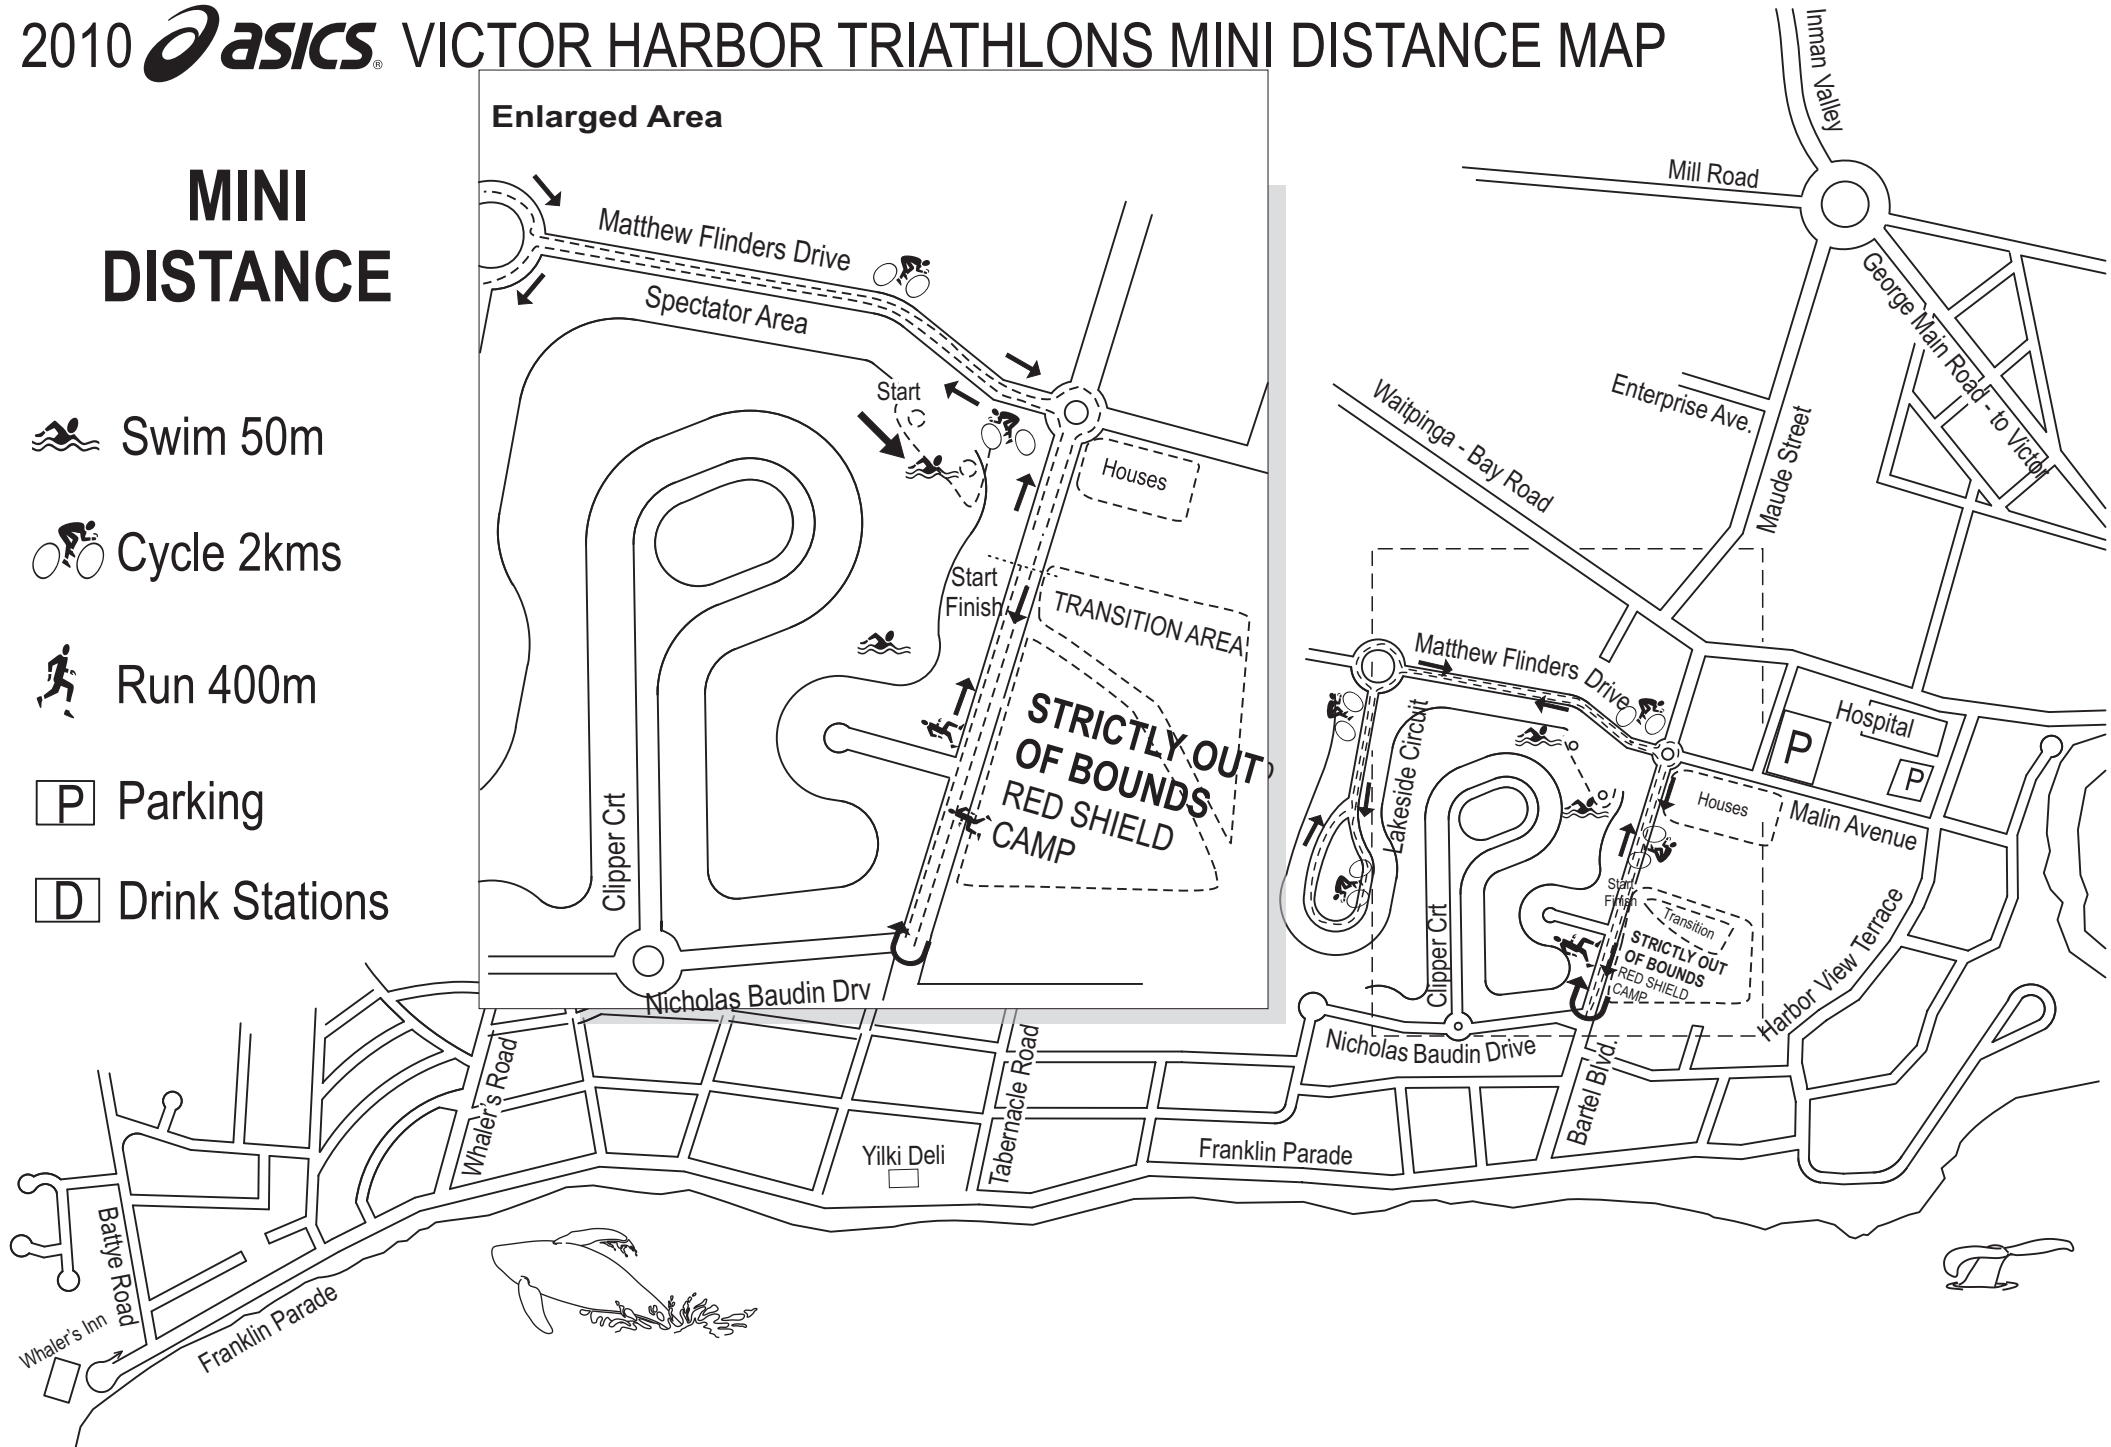 2010 asics® VICTOR HARBOR TRIATHLONS MINI DISTANCE MAP
Enlarged Area
MINI
DISTANCE
Swim 50m
Cycle 2kms
Run 400m
P Parking
D Drink Stations
Matthew Flinders Drive
Spectator Area
Start
Houses
Start
Finish
TRANSITION AREA
STRICTLY OUT
OF BOUNDS
RED SHIELD
CAMP
Clipper Crt
Nicholas Baudin Drv
Inman Valley
Mill Road
George Main Road - to Victor
Enterprise Ave.
Maude Street
Waitpinga - Bay Road
Matthew Flinders Drive
Lakeside Circuit
Hospital
P
P
Houses
Malin Avenue
Start
Finish
Transition
STRICTLY OUT
OF BOUNDS
RED SHIELD
CAMP
Clipper Crt
Harbor View Terrace
Nicholas Baudin Drive
Bartel Blvd.
Franklin Parade
Tabernacle Road
Yilki Deli
Whaler's Road
Battye Road
Whaler's Inn
Franklin Parade